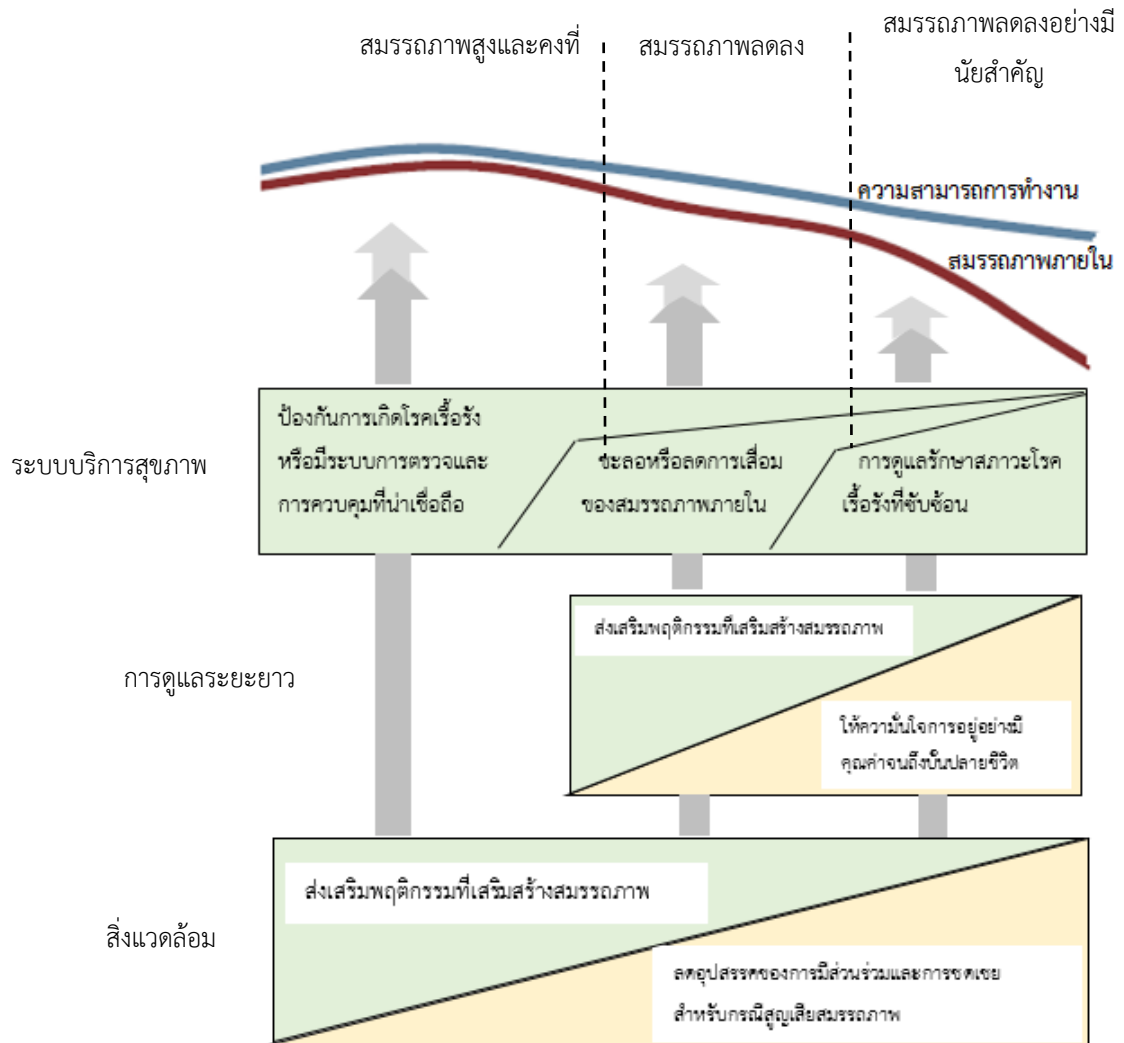 สมรรถภาพสูงและคงที่
สมรรถภาพลดลง
สมรรถภาพลดลงอย่างมี
นัยสำคัญ
ความสามารถการทำงาน
สมรรถภาพภายใน
ระบบบริการสุขภาพ
ป้องกันการเกิดโรคเรื้อรัง
หรือมีระบบการตรวจและ
การควบคุมที่น่าเชื่อถือ
ชะลอหรือลดการเสื่อม
ของสมรรถภาพภายใน
การดูแลรักษาสภาวะโรค
เรื้อรังที่ซับซ้อน
การดูแลระยะยาว
ส่งเสริมพฤติกรรมที่เสริมสร้างสมรรถภาพ
ให้ความมั่นใจการอยู่อย่างมี
คุณค่าจนถึงบั้นปลายชีวิต
สิ่งแวดล้อม
ส่งเสริมพฤติกรรมที่เสริมสร้างสมรรถภาพ
ลดอุปสรรคของการมีส่วนร่วมและการชดเชย
สำหรับกรณีสูญเสียสมรรถภาพ